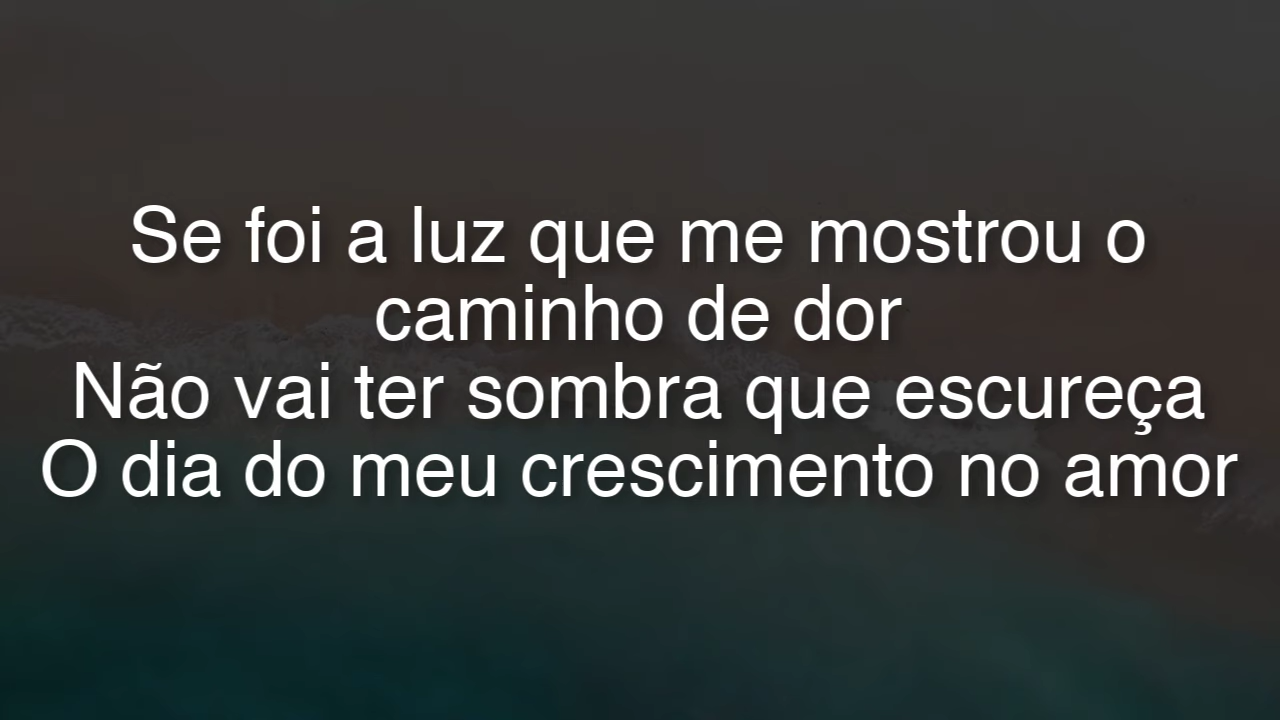 Se foi a luz que me mostrou o
caminho de dor
Não vai ter sombra que escureça
O dia do meu crescimento no amor